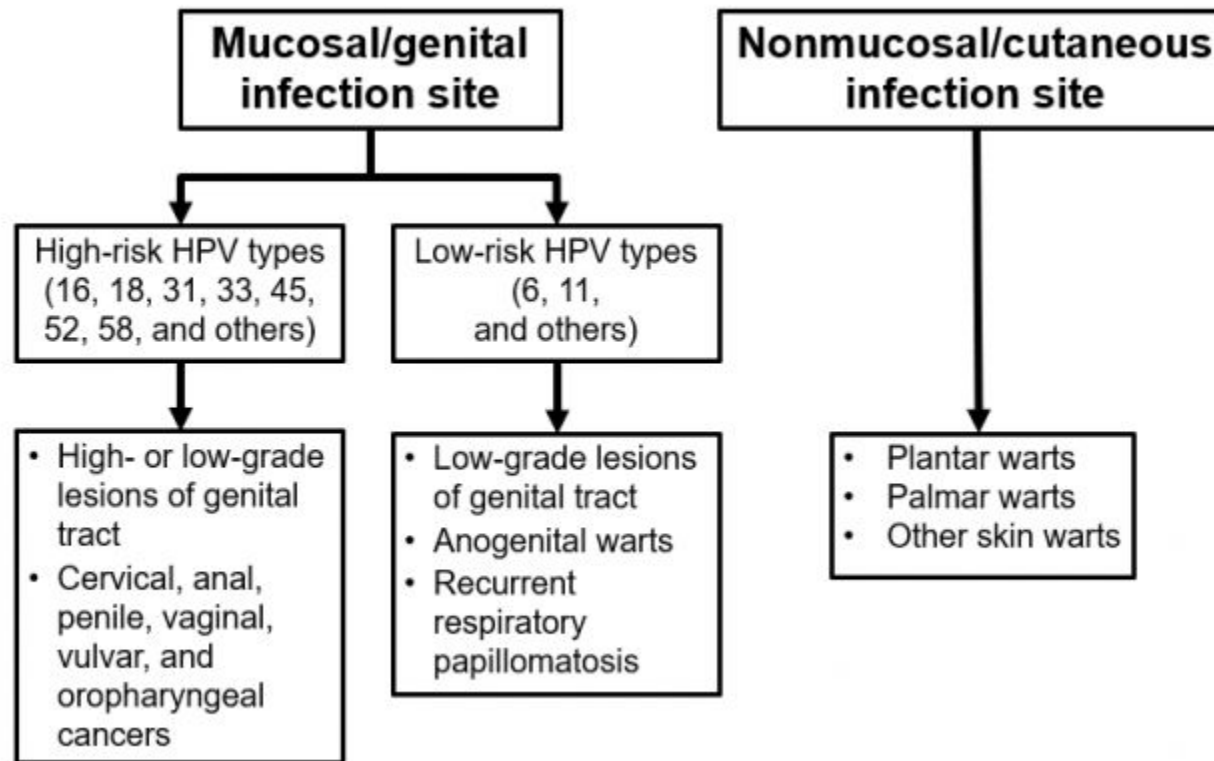 Mucosal/genital
infection site
Nonmucosal/cutaneous
infection site
High-risk HPV types
(16, 18, 31, 33, 45,
52, 58, and others)
Low-risk HPV types
(6, 11,
and others)
• High- or low-grade
lesions of genital
tract
• Cervical, anal,
penile, vaginal,
vulvar, and
oropharyngeal
cancers
• Low-grade lesions
of genital tract
• Anogenital warts
• Recurrent
respiratory
papillomatosis
• Plantar warts
• Palmar warts
• Other skin warts